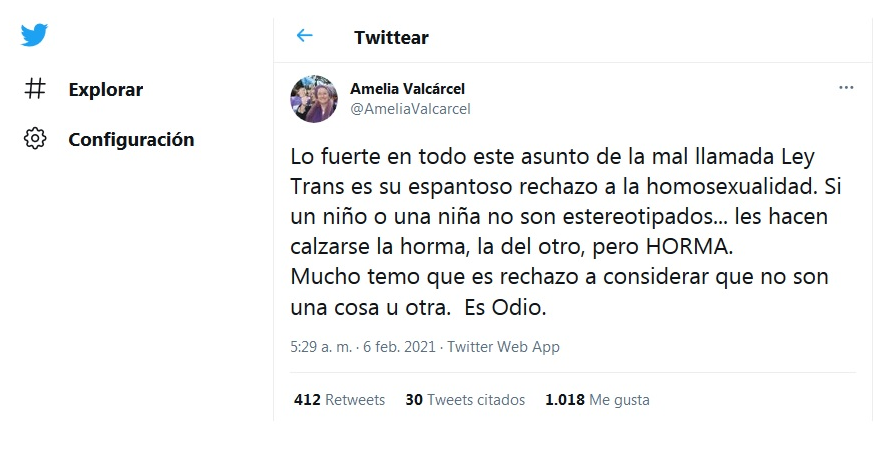 Twittear
Explorar
Configuración
Amelia Valcárcel
@AmeliaValcarcel
Lo fuerte en todo este asunto de la mal llamada Ley
Trans es su espantoso rechazo a la homosexualidad. Si
un niño o una niña no son estereotipados... les hacen
calzarse la horma, la del otro, pero HORMA.
Mucho temo que es rechazo a considerar que no son
una cosa u otra.  Es Odio.
5:29 a. m. · 6 feb. 2021 · Twitter Web App
412 Retweets 30 Tweets citados 1.018 Me gusta